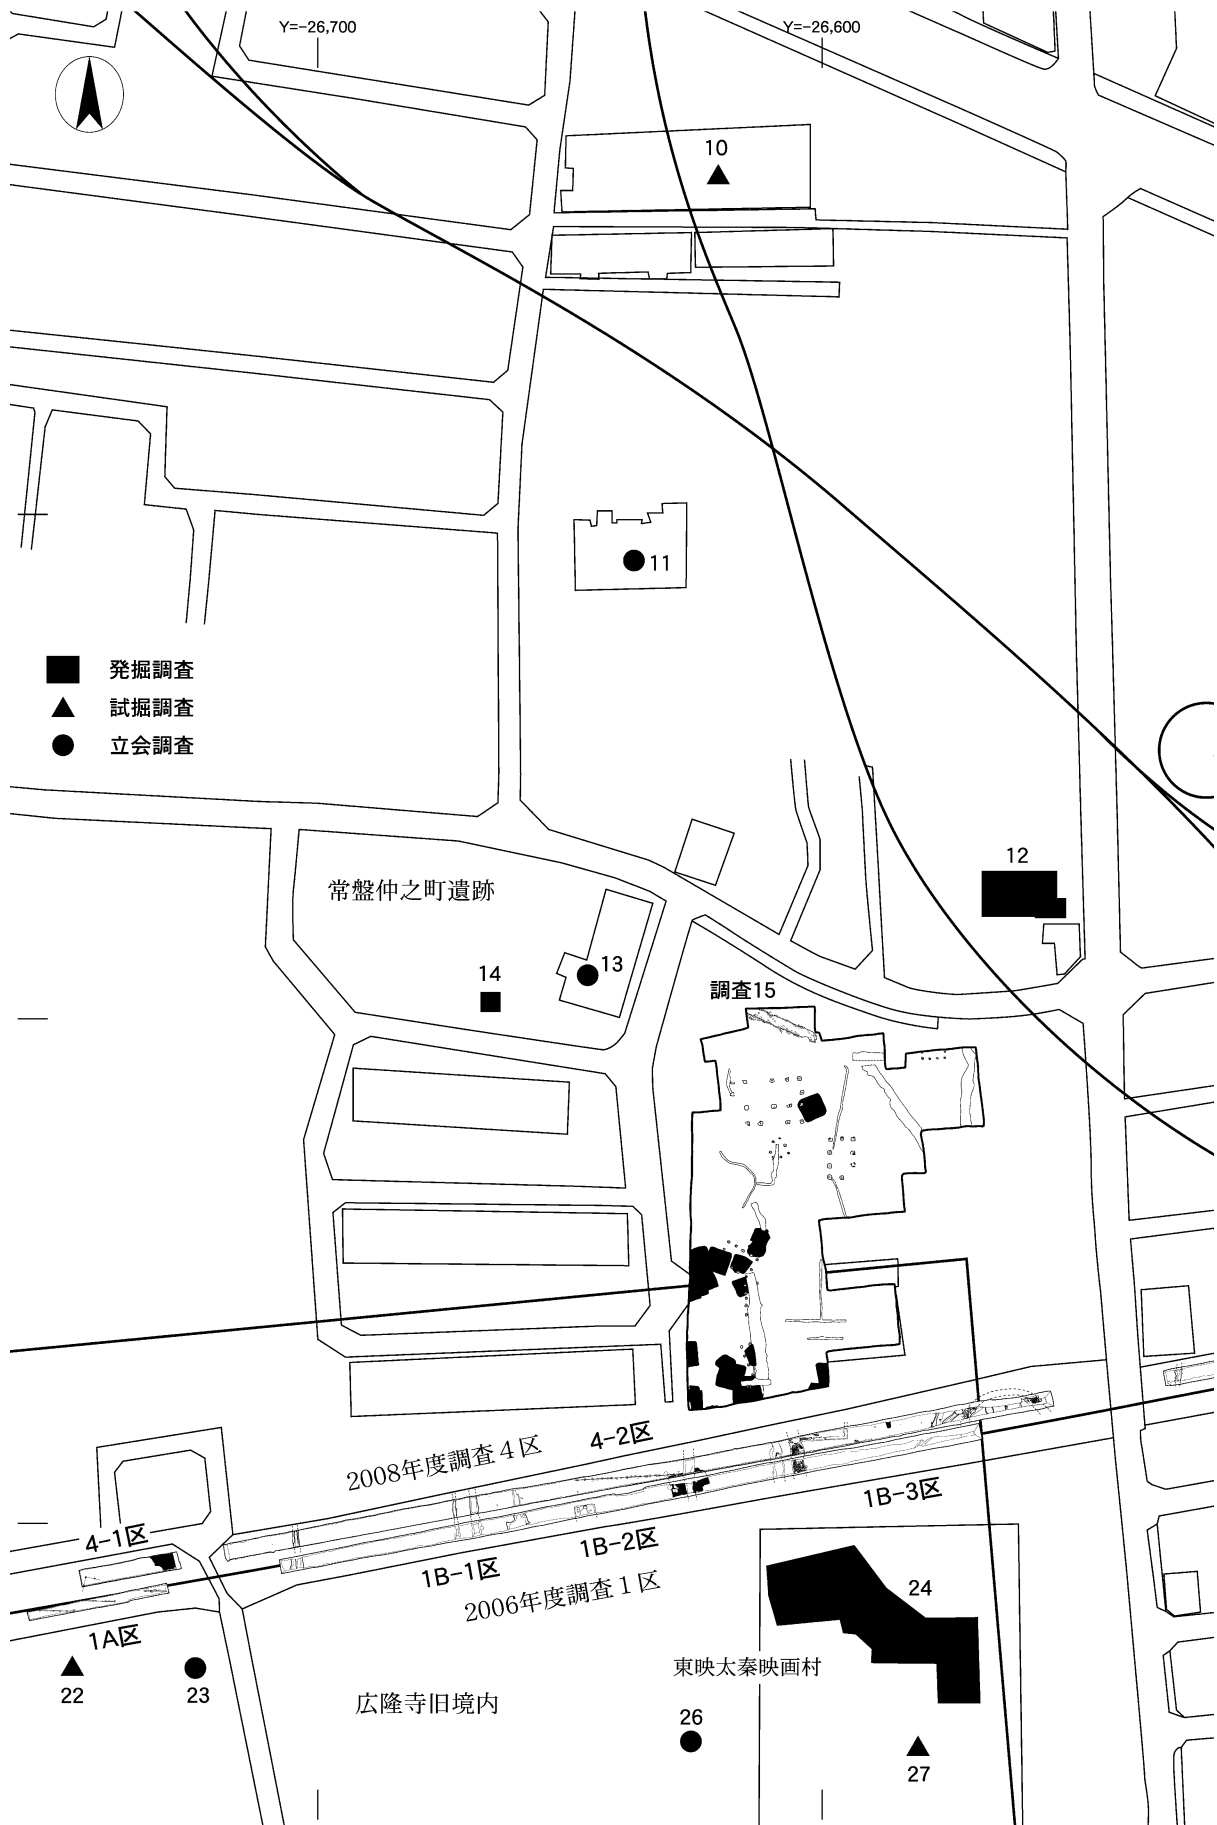 Y=-26,700
Y=-26,600
10
11
発掘調査
試掘調査
立会調査
12
常盤仲之町遺跡
13
14
調査15
4-2区
2008年度調査4区
1B-3区
4-1区
1B-2区
1B-1区
2006年度調査1区
24
1A区
東映太秦映画村
22
23
広隆寺旧境内
26
27